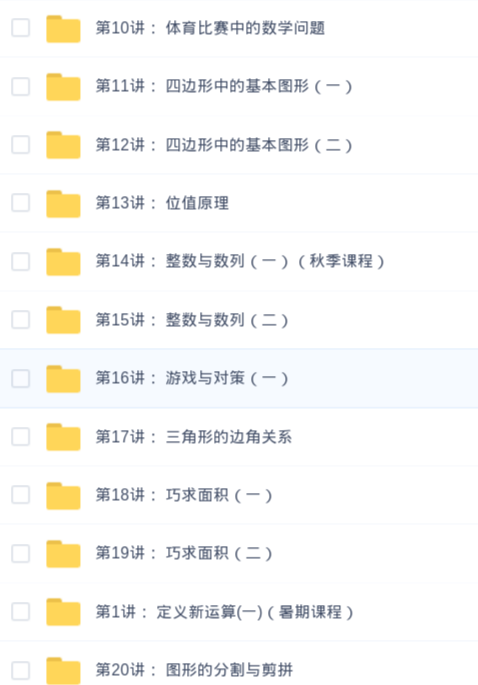 第10讲：体育比赛中的数学问题
第11讲：四边形中的基本图形（一）
第12讲：四边形中的基本图形（二）
第13讲：位值原理
第14讲：整数与数列（一）（秋季课程）
第15讲：整数与数列（二）
第16讲：游戏与对策（一）
第17讲：三角形的边角关系
第18讲：巧求面积（一）
第19讲：巧求面积（二）
第1讲：定义新运算(一)（暑期课程）
第20讲：图形的分割与剪拼